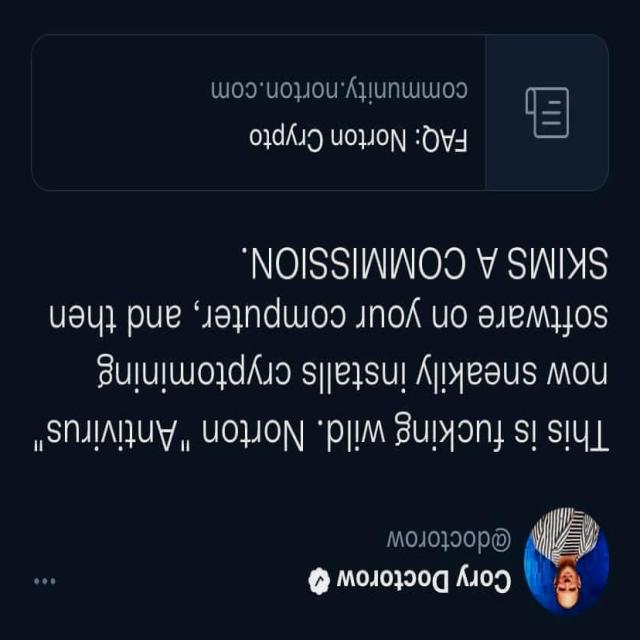 Cory Doctorow
@doctorow
This is fucking wild. Norton "Antivirus"
now sneakily installs cryptomining
software on your computer, and then
SKIMS A COMMISSION.
FAQ: Norton Crypto
community.norton.com